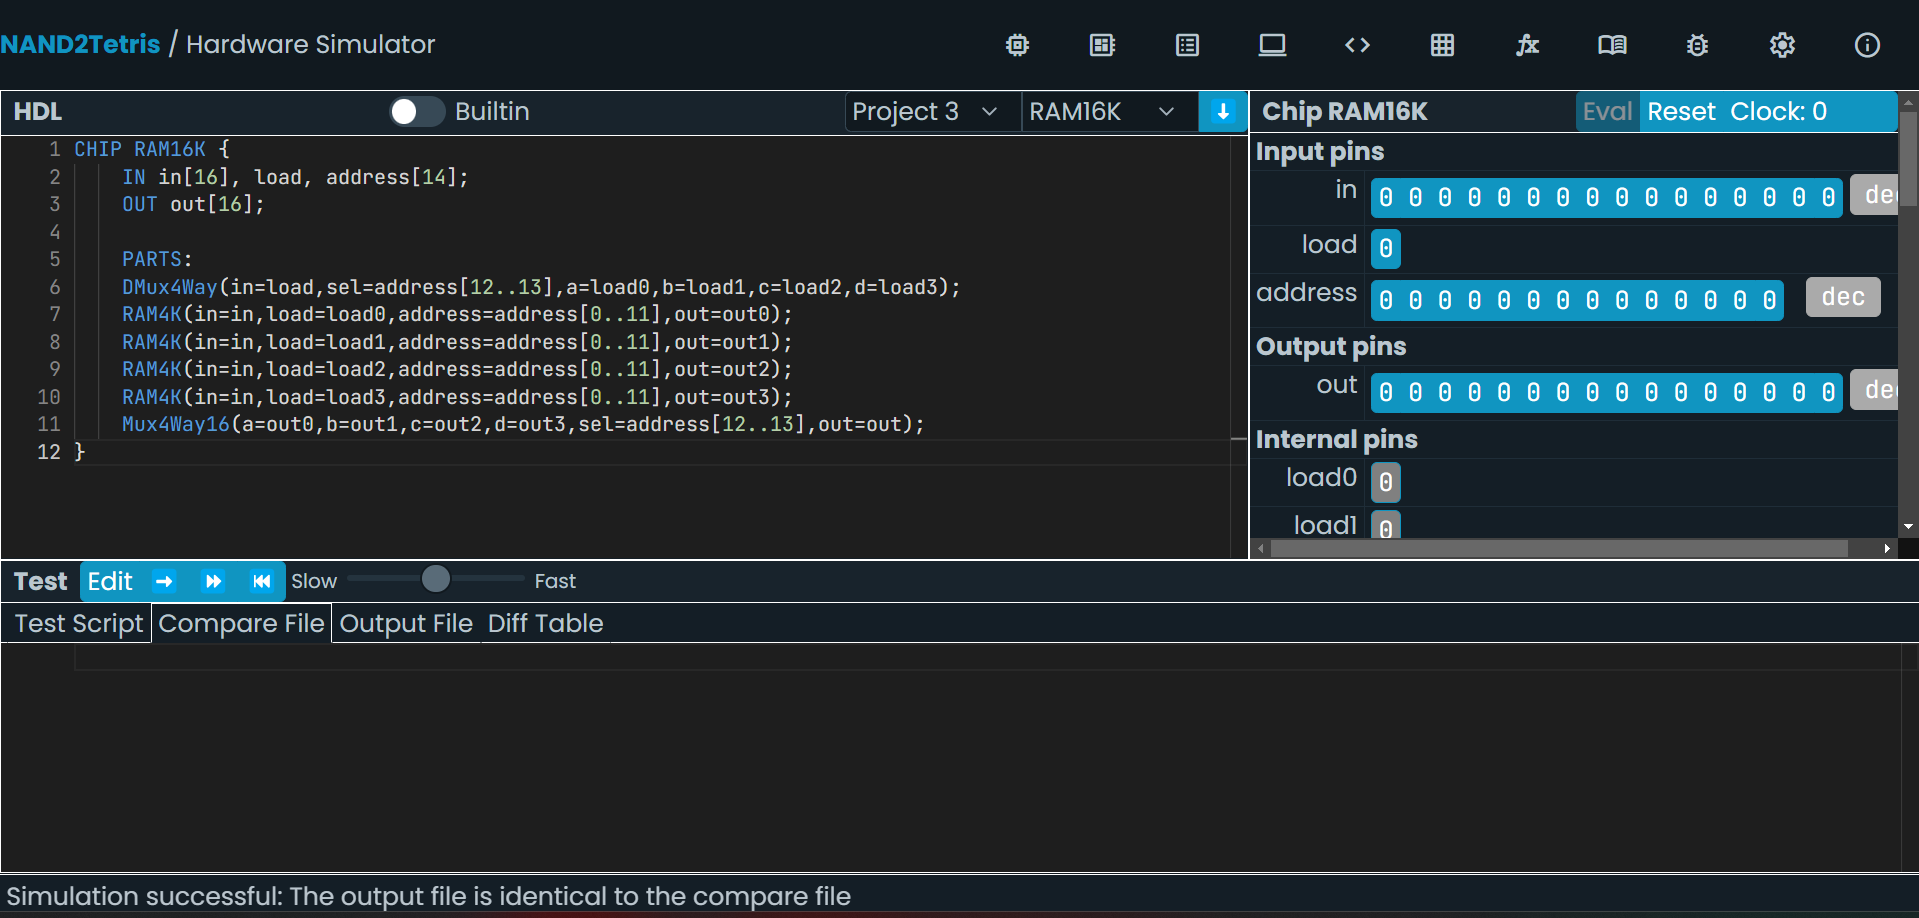 NAND2Tetris / Hardware Simulator
HDL Builtin Project 3 RAM16K
1 CHIP RAM16K {
2 IN in[16], load, address[14];
3 OUT out[16];
4
5 PARTS:
6 DMux4Way(in=load,sel=address[12..13],a=load0,b=load1,c=load2,d=load3);
7 RAM4K(in=in,load=load0,address=address[0..11],out=out0);
8 RAM4K(in=in,load=load1,address=address[0..11],out=out1);
9 RAM4K(in=in,load=load2,address=address[0..11],out=out2);
10 RAM4K(in=in,load=load3,address=address[0..11],out=out3);
11 Mux4Way16(a=out0,b=out1,c=out2,d=out3,sel=address[12..13],out=out);
12 }
Chip RAM16K Eval Reset Clock: 0
Input pins
in 0 0 0 0 0 0 0 0 0 0 0 0 0 0 0 0 dec
load 0
address 0 0 0 0 0 0 0 0 0 0 0 0 0 0 dec
Output pins
out 0 0 0 0 0 0 0 0 0 0 0 0 0 0 0 0 dec
Internal pins
load0 0
load1 0
Test Edit Slow Fast
Test Script Compare File Output File Diff Table
Simulation successful: The output file is identical to the compare file